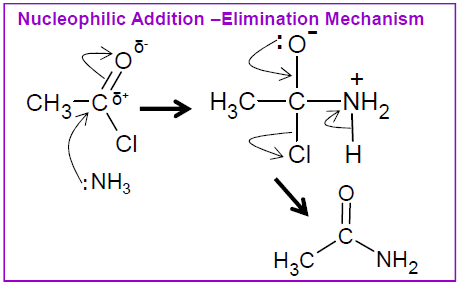 Nucleophilic Addition –Elimination Mechanism
O δ-
CH3 C δ+
Cl
:NH3
:O -
H3C C NH2 +
Cl H
O
H3C C NH2